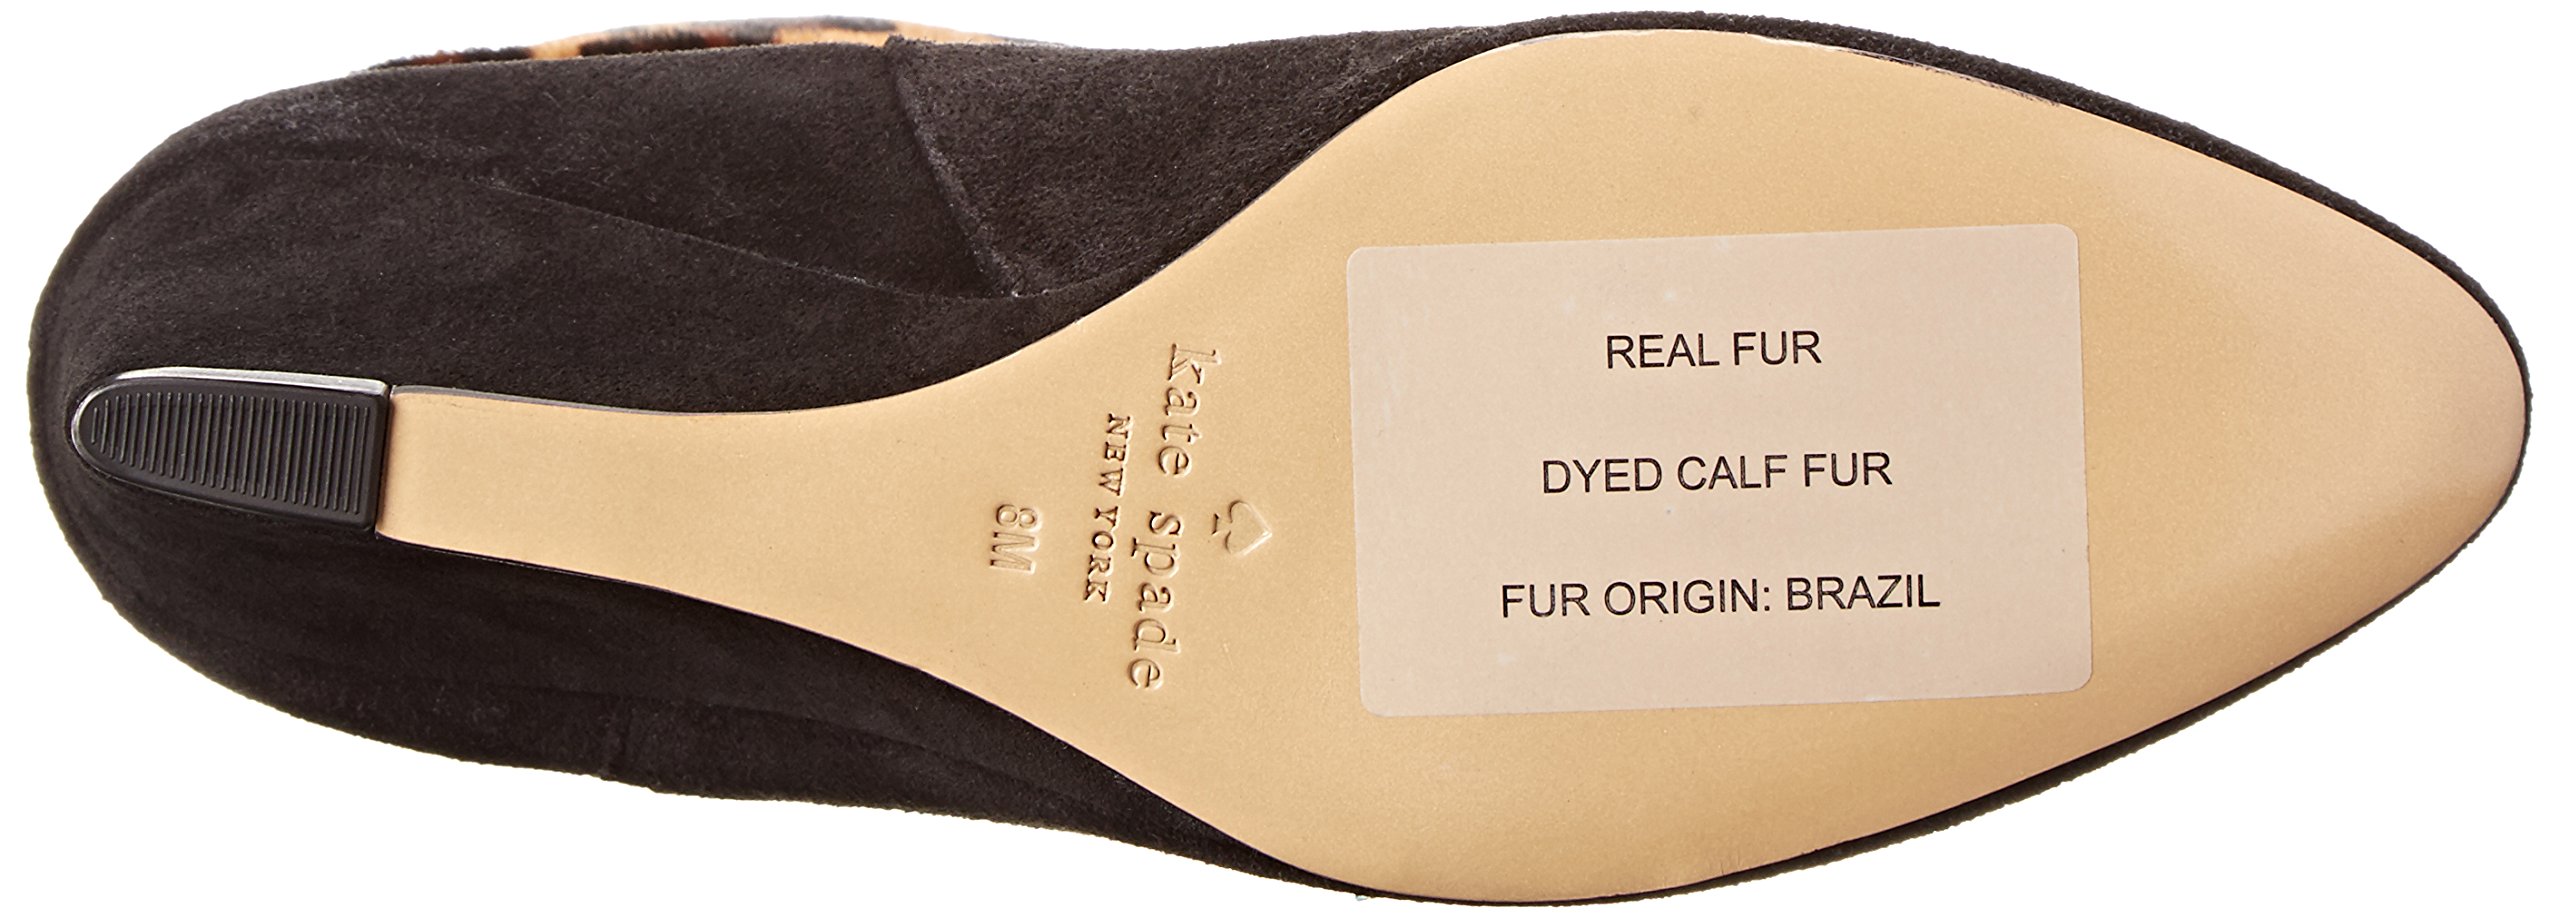 kate spade
NEW YORK
8M
REAL FUR
DYED CALF FUR
FUR ORIGIN: BRAZIL